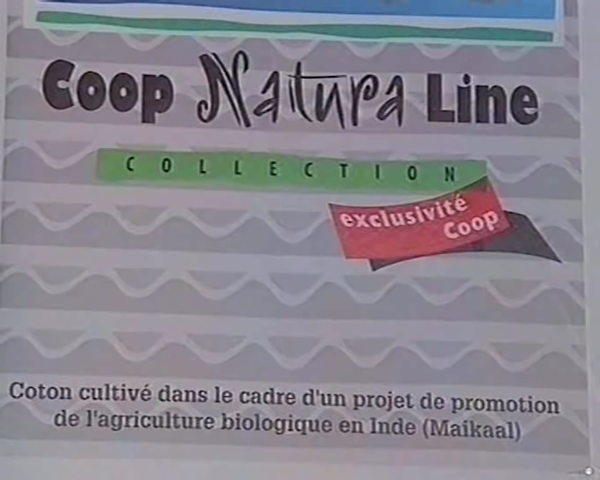 Coop Natura Line
COLLECTION
exclusivité
Coop
Coton cultivé dans le cadre d'un projet de promotion
de l'agriculture biologique en Inde (Maikaal)